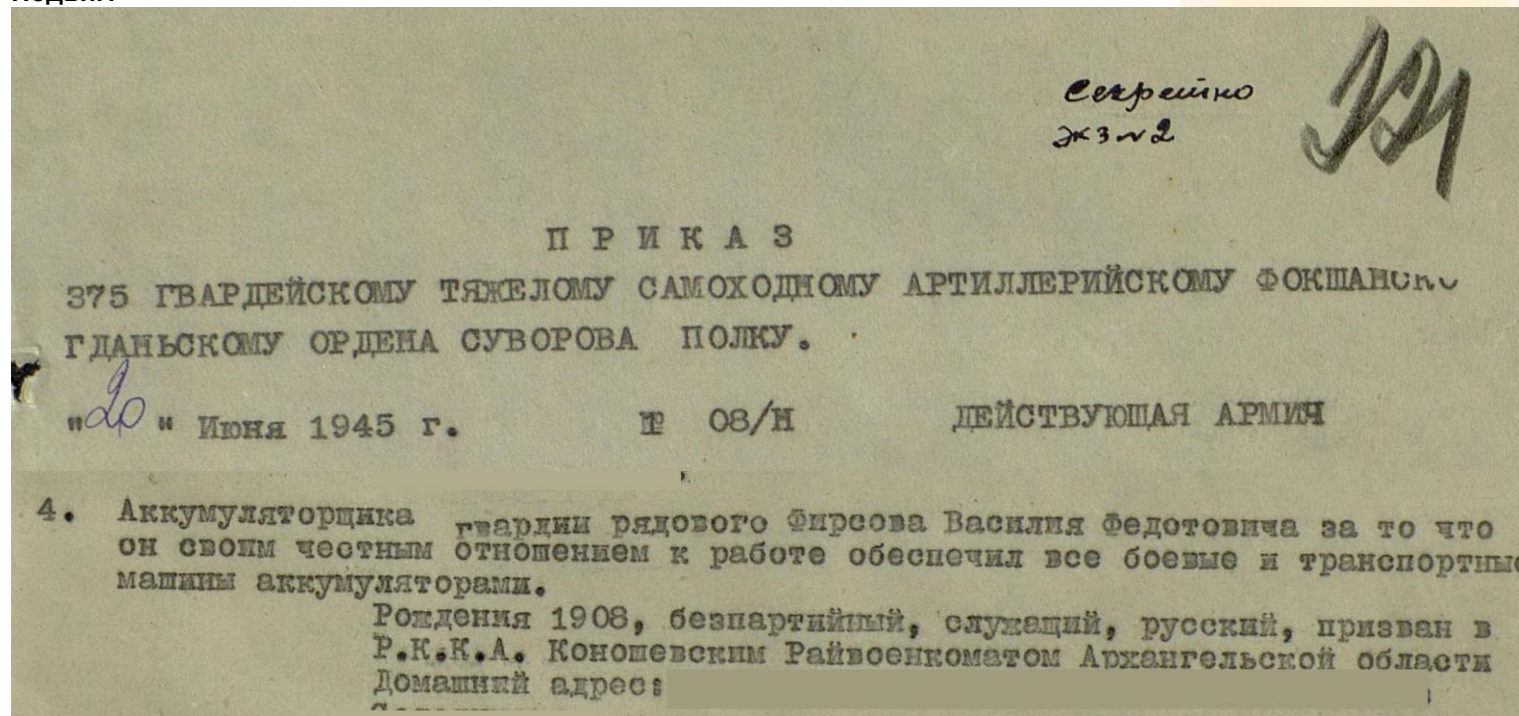 Секретно
экз № 2
П Р И К А З
375 ГВАРДЕЙСКОМУ ТЯЖЕЛОМУ САМОХОДНОМУ АРТИЛЛЕРИЙСКОМУ ФОКШАНСКО
ГДАНЬСКОМУ ОРДЕНА СУВОРОВА ПОЛКУ.
"20" Июня 1945 г. № 08/Н ДЕЙСТВУЮЩАЯ АРМИЯ
4. Аккумуляторщика гвардии рядового Фирсова Василия Федотовича за то что
он своим честным отношением к работе обеспечил все боевые и транспортные
машины аккумуляторами.
Рождения 1908, безпартийный, служащий, русский, призван в
Р.К.К.А. Коношевским Райвоенкоматом Архангельской области
Домашний адрес: